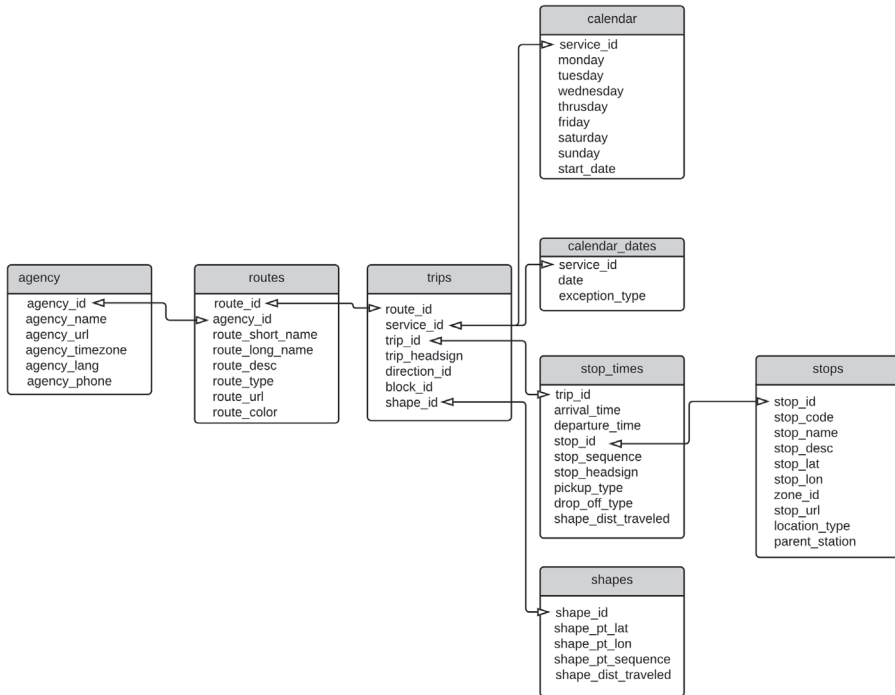 calendar
service_id
monday
tuesday
wednesday
thrusday
friday
saturday
sunday
start_date
calendar_dates
service_id
date
exception_type
agency
agency_id
agency_name
agency_url
agency_timezone
agency_lang
agency_phone
routes
route_id
agency_id
route_short_name
route_long_name
route_desc
route_type
route_url
route_color
trips
route_id
service_id
trip_id
trip_headsign
direction_id
block_id
shape_id
stop_times
trip_id
arrival_time
departure_time
stop_id
stop_sequence
stop_headsign
pickup_type
drop_off_type
shape_dist_traveled
stops
stop_id
stop_code
stop_name
stop_desc
stop_lat
stop_lon
zone_id
stop_url
location_type
parent_station
shapes
shape_id
shape_pt_lat
shape_pt_lon
shape_pt_sequence
shape_dist_traveled